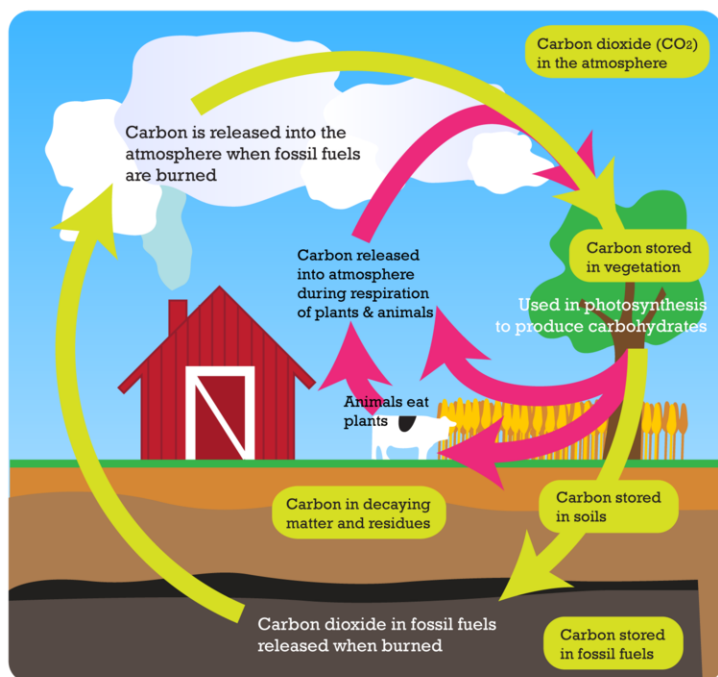 Carbon dioxide (CO₂)
in the atmosphere
Carbon is released into the
atmosphere when fossil fuels
are burned
Carbon stored
in vegetation
Carbon released
into atmosphere
during respiration
of plants & animals
Used in photosynthesis
to produce carbohydrates
Animals eat
plants
Carbon in decaying
matter and residues
Carbon stored
in soils
Carbon dioxide in fossil fuels
released when burned
Carbon stored
in fossil fuels